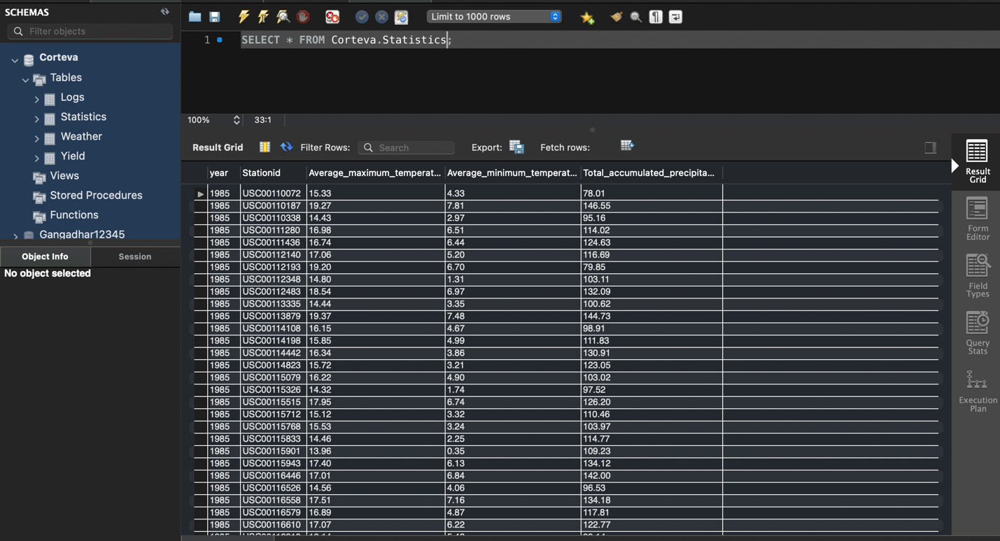 SCHEMAS
Filter objects
Corteva
Tables
Logs
Statistics
Weather
Yield
Views
Stored Procedures
Functions
Gangadhar12345
Object Info Session
No object selected
Limit to 1000 rows
1 SELECT * FROM Corteva.Statistics;
100% 33:1
Result Grid Filter Rows: Search Export: Fetch rows:
year Stationid Average_maximum_temperat... Average_minimum_temperat... Total_accumulated_precipita...
1985 USC00110072 15.33 4.33 78.01
1985 USC00110187 19.27 7.81 146.55
1985 USC00110338 14.43 2.97 95.16
1985 USC00111280 16.98 6.51 114.02
1985 USC00111436 16.74 6.44 124.63
1985 USC00112140 17.06 5.20 116.69
1985 USC00112193 19.20 6.70 79.85
1985 USC00112348 14.80 1.31 103.11
1985 USC00112483 18.54 6.97 132.09
1985 USC00113335 14.44 3.35 100.62
1985 USC00113879 19.37 7.48 144.73
1985 USC00114108 16.15 4.67 98.91
1985 USC00114198 15.85 4.99 111.83
1985 USC00114442 16.34 3.86 130.91
1985 USC00114823 15.72 3.21 123.05
1985 USC00115079 16.22 4.90 103.02
1985 USC00115326 14.32 1.74 97.52
1985 USC00115515 17.95 6.74 126.20
1985 USC00115712 15.12 3.32 110.46
1985 USC00115768 15.53 3.24 103.97
1985 USC00115833 14.46 2.25 114.77
1985 USC00115901 13.96 0.35 109.23
1985 USC00115943 17.40 6.13 134.12
1985 USC00116446 17.01 6.84 142.00
1985 USC00116526 14.56 4.06 96.53
1985 USC00116558 17.51 7.16 134.18
1985 USC00116579 16.89 4.87 117.81
1985 USC00116610 17.07 6.22 122.77
Result
Grid
Form
Editor
Field
Types
Query
Stats
Execution
Plan